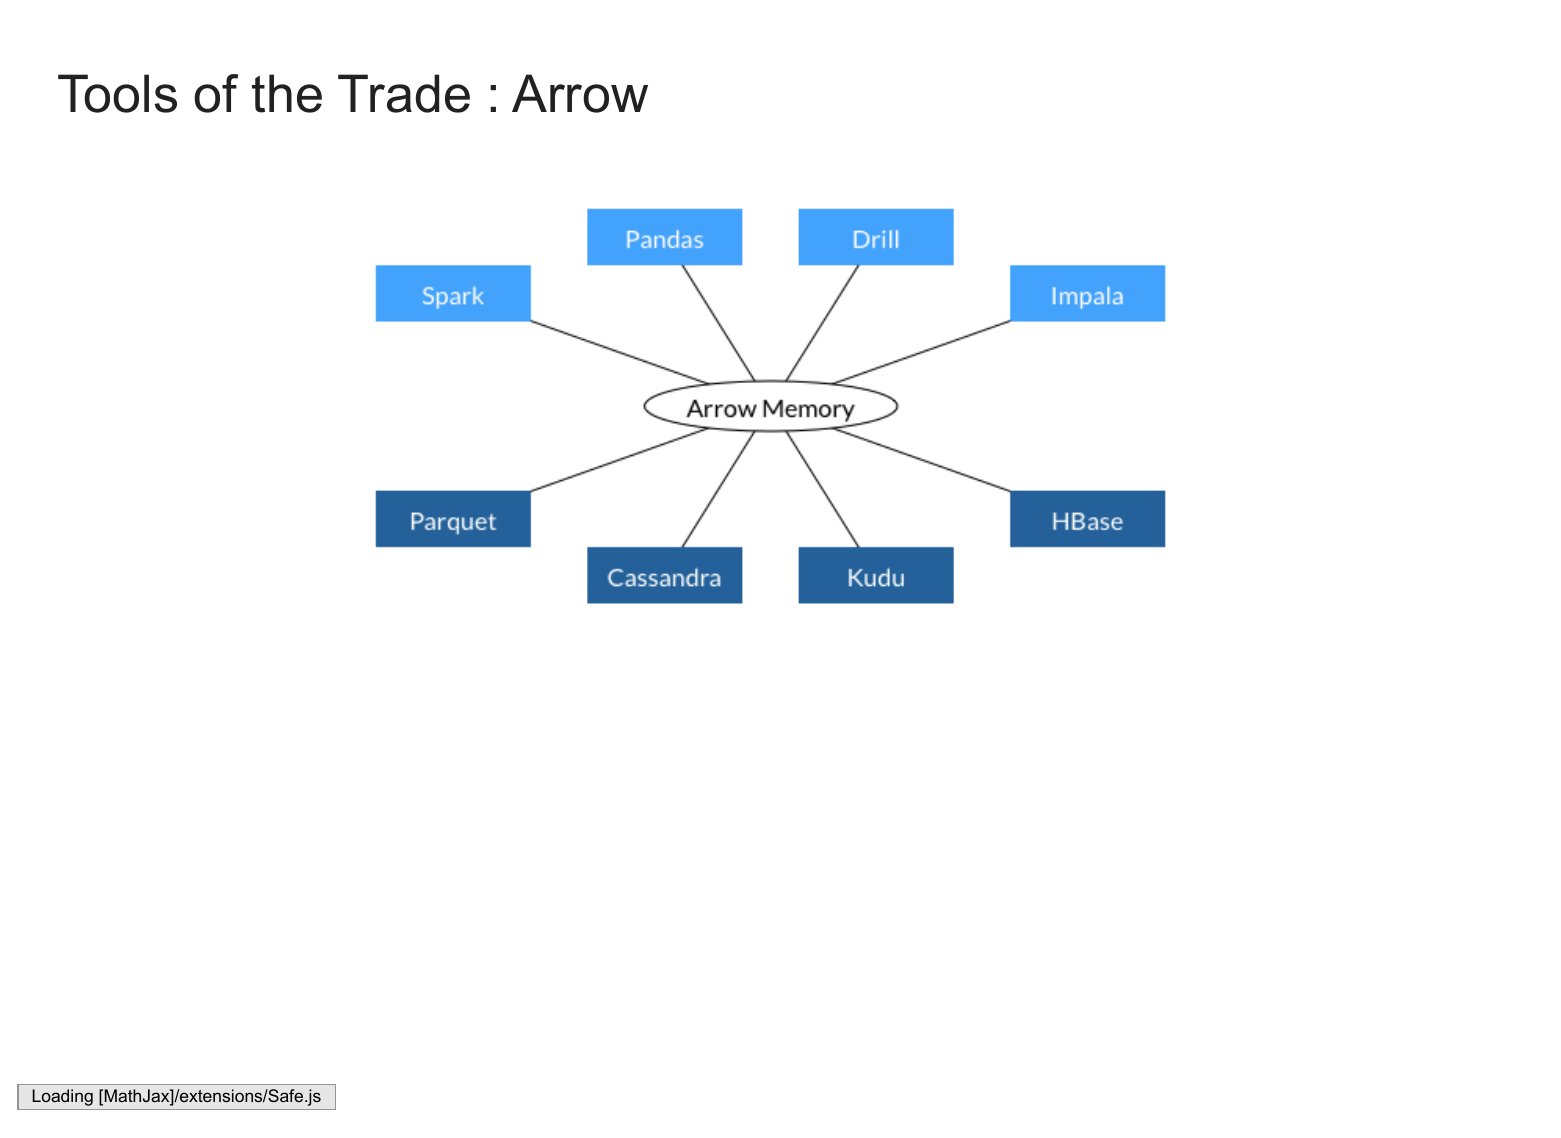 Tools of the Trade : Arrow
Pandas
Drill
Spark
Impala
Arrow Memory
Parquet
HBase
Cassandra
Kudu
Loading [MathJax]/extensions/Safe.js